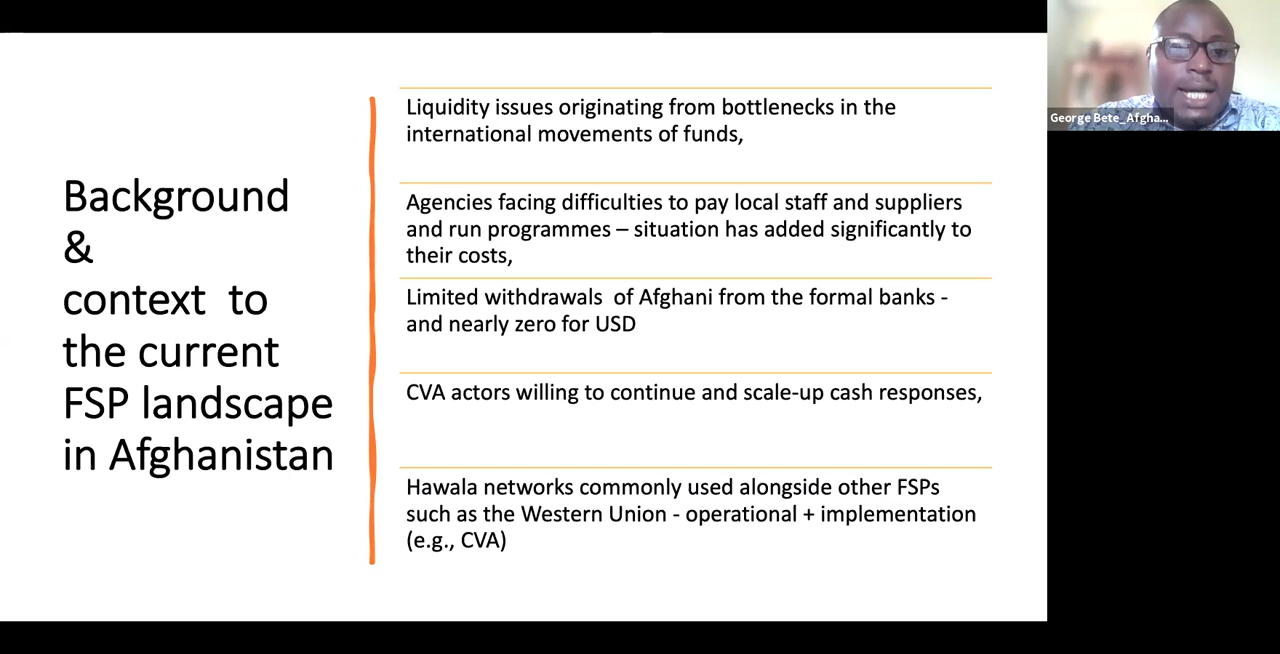 Background
&
context to
the current
FSP landscape
in Afghanistan
Liquidity issues originating from bottlenecks in the
international movements of funds,
Agencies facing difficulties to pay local staff and suppliers
and run programmes – situation has added significantly to
their costs,
Limited withdrawals of Afghani from the formal banks -
and nearly zero for USD
CVA actors willing to continue and scale-up cash responses,
Hawala networks commonly used alongside other FSPs
such as the Western Union - operational + implementation
(e.g., CVA)
George Bete_Afgha...